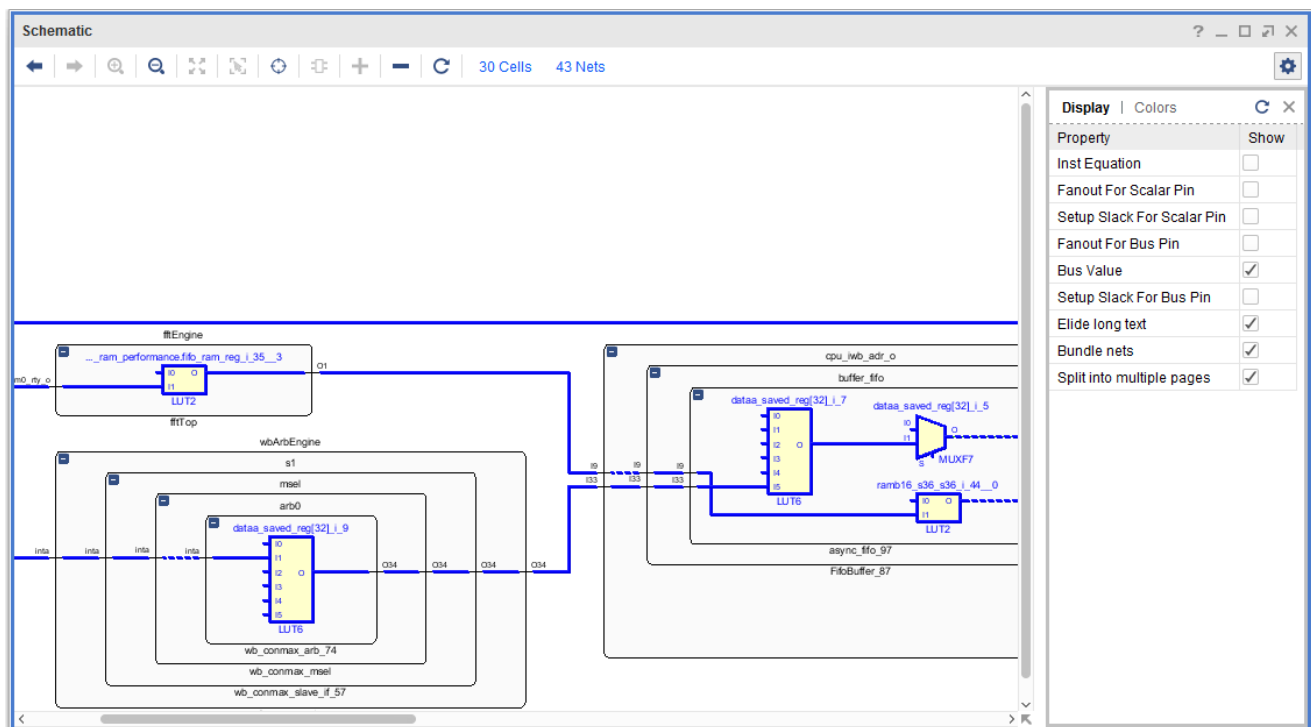 Schematic
30 Cells 43 Nets
Display | Colors
Property Show
Inst Equation
Fanout For Scalar Pin
Setup Slack For Scalar Pin
Fanout For Bus Pin
Bus Value
Setup Slack For Bus Pin
Elide long text
Bundle nets
Split into multiple pages
fftEngine
..._ram_performance.fifo_ram_reg_i_35__3
I0 O
I1
LUT2
m0_rty_o
O1
fftTop
wbArbEngine
s1
msel
arb0
dataa_saved_reg[32]_i_9
I0
I1
I2 O
I3
I4
I5
LUT6
inta inta inta inta
O34 O34 O34 O34
wb_conmax_arb_74
wb_conmax_msel
wb_conmax_slave_if_57
cpu_iwb_adr_o
buffer_fifo
dataa_saved_reg[32]_i_7
I0
I1
I2 O
I3
I4
I5
LUT6
dataa_saved_reg[32]_i_5
I0 O
I1
S MUXF7
I9 I9 I9
I33 I33 I33
ramb16_s36_s36_i_44__0
I0 O
I1
LUT2
async_fifo_97
FifoBuffer_87